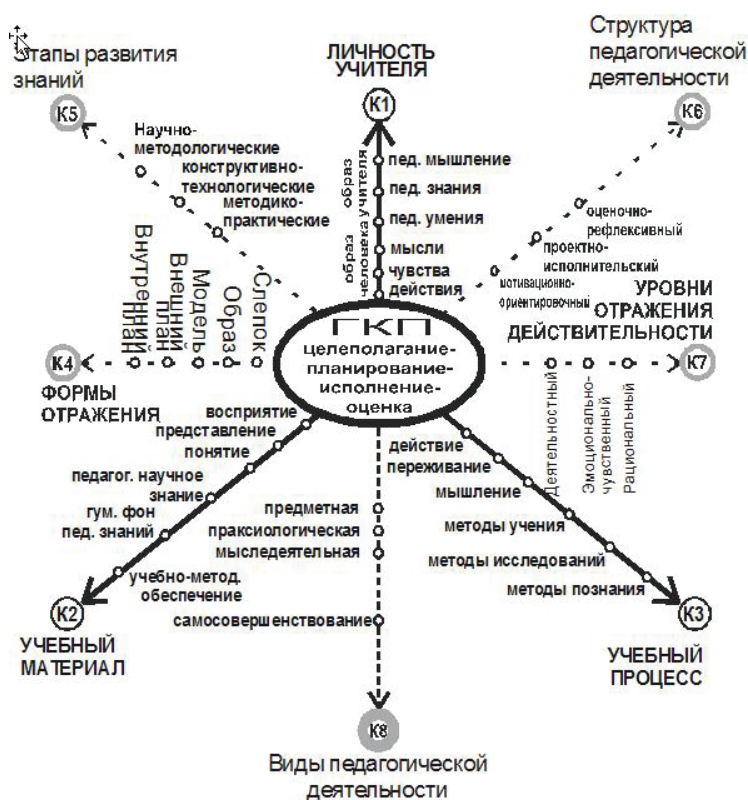 Этапы развития
знаний
К5
ЛИЧНОСТЬ
УЧИТЕЛЯ
К1
Структура
педагогической
деятельности
К6
Научно-
методологические
конструктивно-
технологические
методико-
практические
образ
человека
образ
учителя
пед. мышление
пед. знания
пед. умения
мысли
чувства
действия
оценочно-
рефлексивный
проектно-
исполнительский
мотивационно-
ориентировочный
УРОВНИ
ОТРАЖЕНИЯ
ДЕЙСТВИТЕЛЬНОСТИ
К7
Деятельностный
Эмоционально-
чувственный
Рациональный
Внутренний
план
Внешний
план
Модель
Образ
Слепок
К4
ФОРМЫ
ОТРАЖЕНИЯ
ГКП
целеполагание-
планирование-
исполнение-
оценка
восприятие
представление
понятие
педагог. научное
знание
гум. фон
пед. знаний
учебно-метод.
обеспечение
К2
УЧЕБНЫЙ
МАТЕРИАЛ
предметная
праксиологическая
мыследеятельная
самосовершенствование
К8
Виды педагогической
деятельности
действие
переживание
мышление
методы учения
методы исследований
методы познания
К3
УЧЕБНЫЙ
ПРОЦЕСС